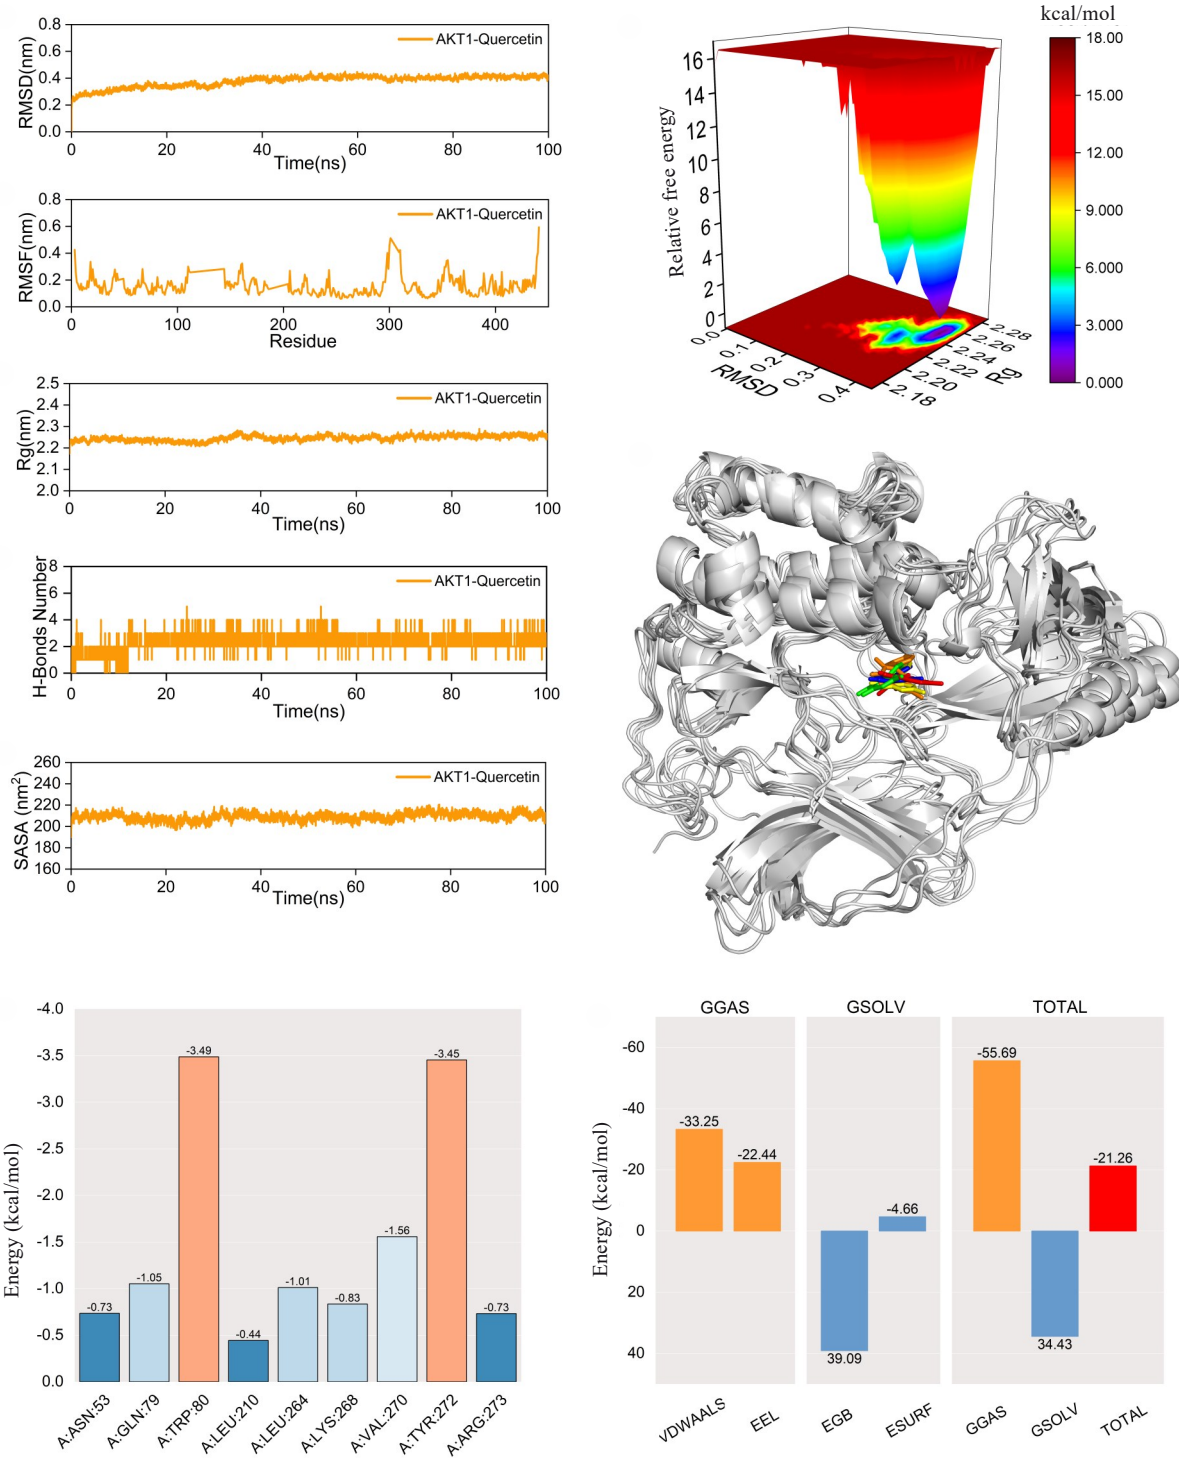 0.8
0.6
0.4
0.2
0.0
RMSD(nm)
AKT1-Quercetin
0 20 40 60 80 100
Time(ns)
0.8
0.6
0.4
0.2
0.0
RMSF(nm)
AKT1-Quercetin
0 100 200 300 400
Residue
2.5
2.4
2.3
2.2
2.1
2.0
Rg(nm)
AKT1-Quercetin
0 20 40 60 80 100
Time(ns)
8
6
4
2
0
H-Bonds Number
AKT1-Quercetin
0 20 40 60 80 100
Time(ns)
260
240
220
200
180
160
SASA (nm²)
AKT1-Quercetin
0 20 40 60 80 100
Time(ns)
kcal/mol
18.00
15.00
12.00
9.000
6.000
3.000
0.000
16
14
12
10
8
6
4
2
0
Relative free energy
0.0 0.1 0.2 0.3 0.4
RMSD
2.18 2.20 2.22 2.24 2.26 2.28
Rg
-4.0
-3.5
-3.0
-2.5
-2.0
-1.5
-1.0
-0.5
0.0
Energy (kcal/mol)
-0.73 -1.05 -3.49 -0.44 -1.01 -0.83 -1.56 -3.45 -0.73
A:ASN:53 A:GLN:79 A:TRP:80 A:LEU:210 A:LEU:264 A:LYS:268 A:VAL:270 A:TYR:272 A:ARG:273
GGAS GSOLV TOTAL
-60
-40
-20
0
20
40
Energy (kcal/mol)
-33.25 -22.44 39.09 -4.66 -55.69 34.43 -21.26
VDWAALS EEL EGB ESURF GGAS GSOLV TOTAL